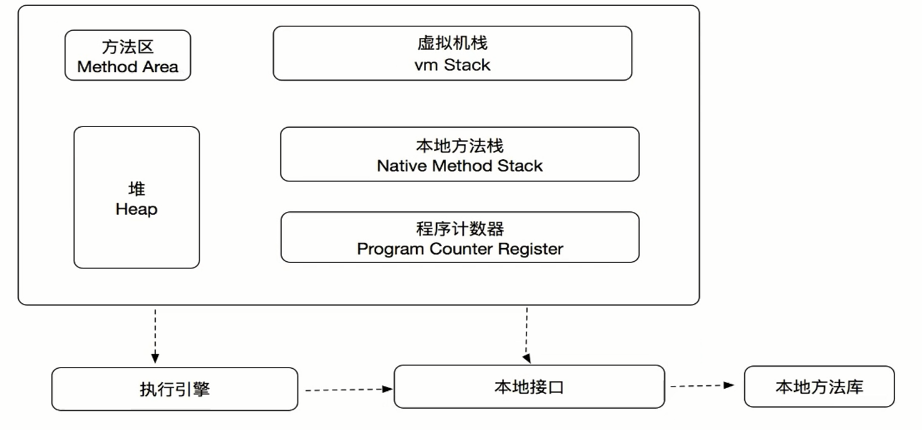 方法区
Method Area
虚拟机栈
vm Stack
堆
Heap
本地方法栈
Native Method Stack
程序计数器
Program Counter Register
执行引擎
本地接口
本地方法库